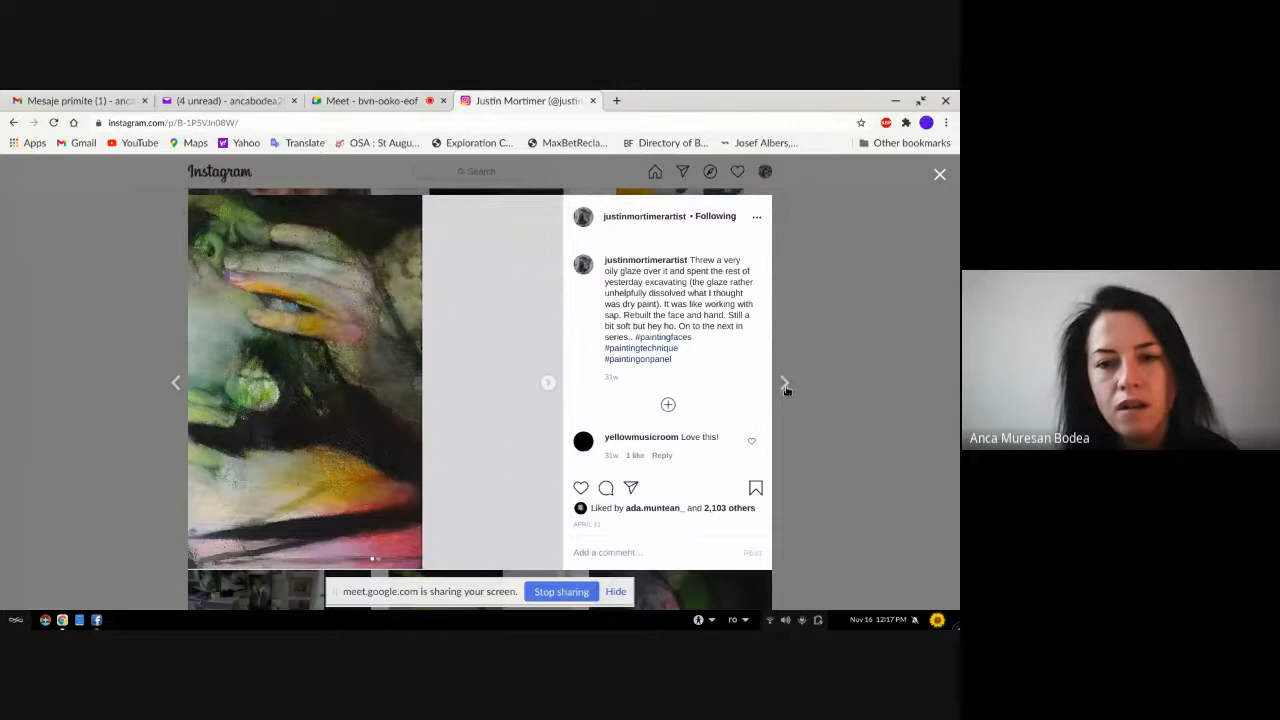 Mesaje primite (1) - anca
(4 unread) - ancabodea2
Meet - bvn-ooko-eof
Justin Mortimer (@justin
instagram.com/p/B-1P5VJn08W/
Apps
Gmail
YouTube
Maps
Yahoo
Translate
OSA : St Augu...
Exploration C...
MaxBetRecla...
BF Directory of B...
Josef Albers,...
Other bookmarks
Instagram
Search
justinmortimerartist • Following
justinmortimerartist Threw a very
oily glaze over it and spent the rest of
yesterday excavating (the glaze rather
unhelpfully dissolved what I thought
was dry paint). It was like working with
sap. Rebuilt the face and hand. Still a
bit soft but hey ho. On to the next in
series.. #paintingfaces
#paintingtechnique
#paintingonpanel
31w
yellowmusicroom Love this!
31w 1 like Reply
Liked by ada.muntean_ and 2,103 others
APRIL 11
Add a comment...
Post
meet.google.com is sharing your screen.
Stop sharing
Hide
ro
Nov 16 12:17 PM
Anca Muresan Bodea